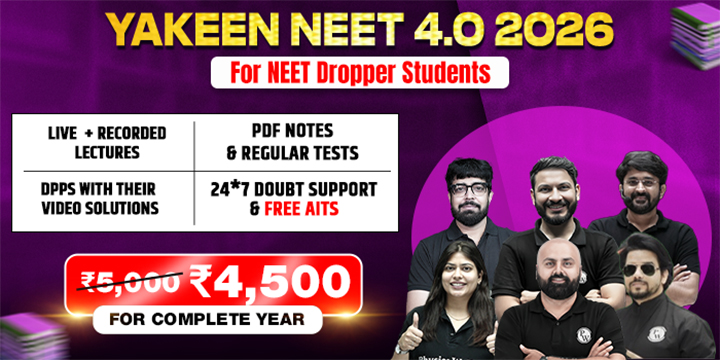 YAKEEN NEET 4.0 2026
For NEET Dropper Students
LIVE + RECORDED
LECTURES
PDF NOTES
& REGULAR TESTS
DPPS WITH THEIR
VIDEO SOLUTIONS
24*7 DOUBT SUPPORT
& FREE AITS
₹5,000 ₹4,500
FOR COMPLETE YEAR